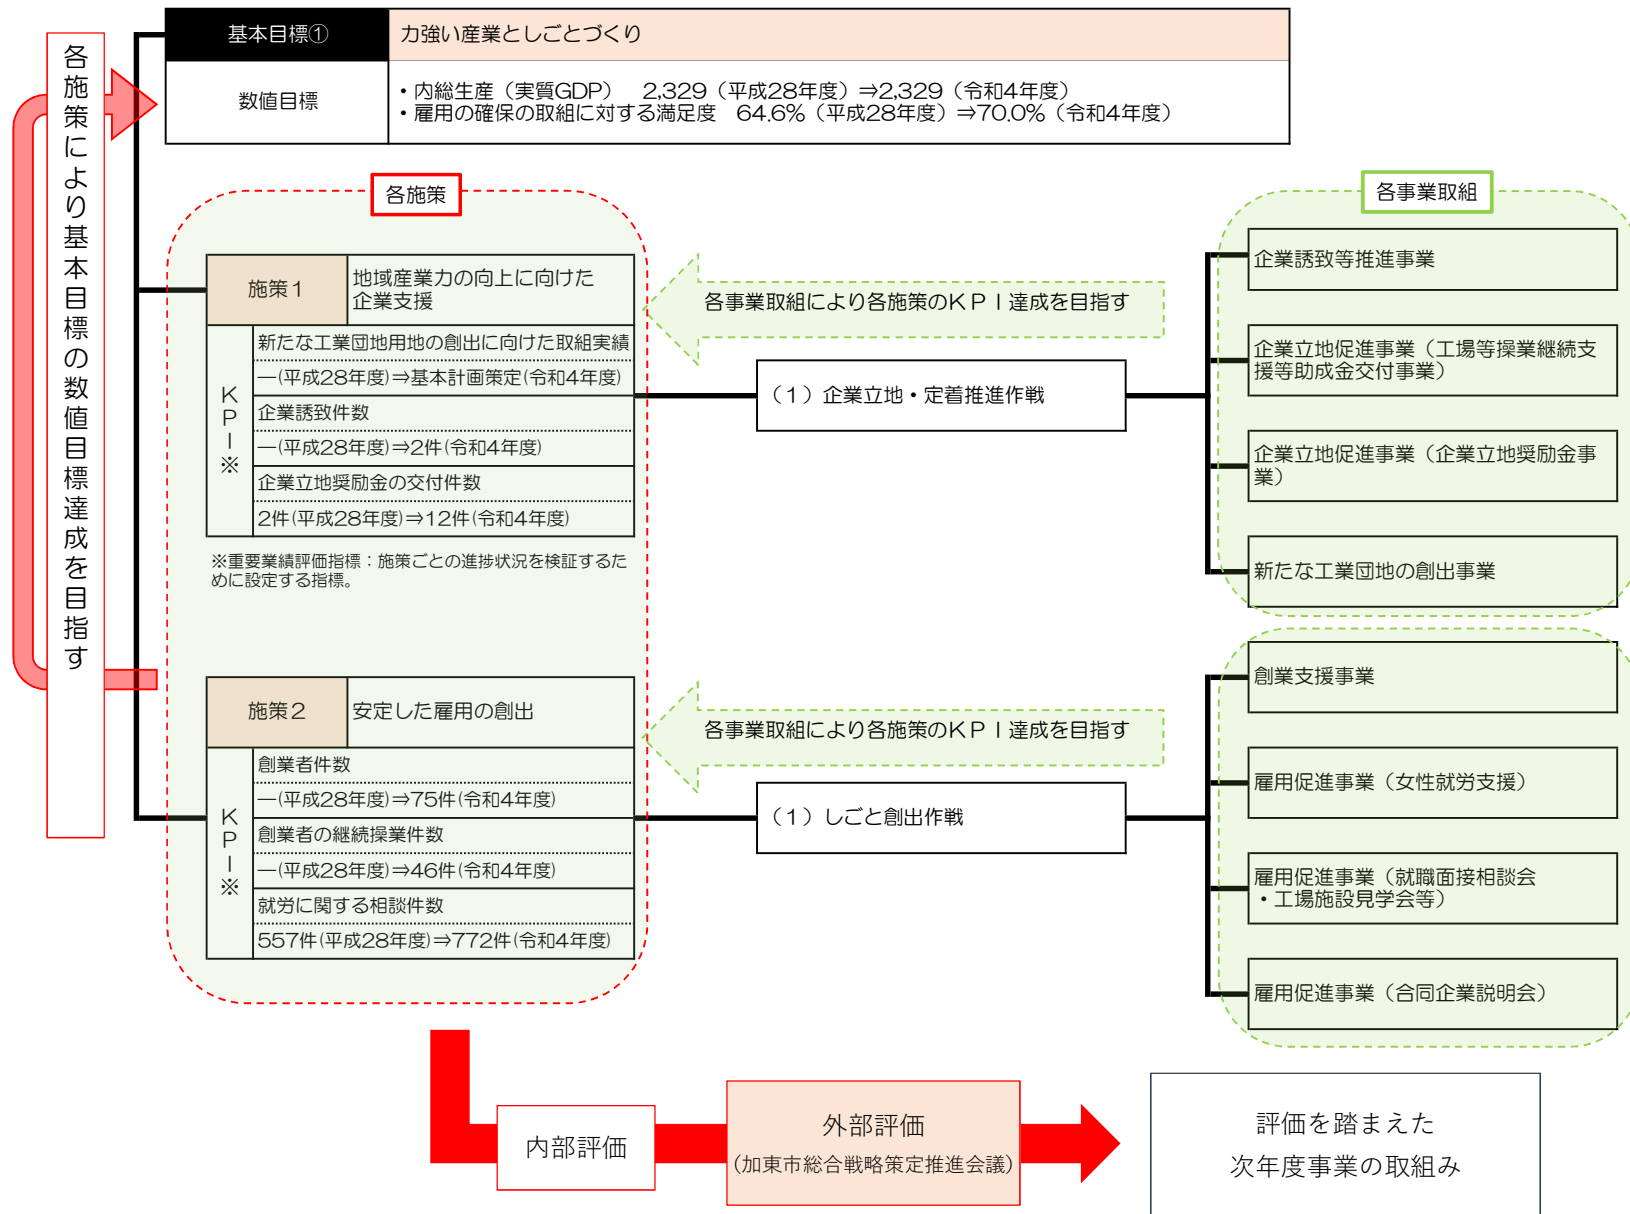 各施策により基本目標の数値目標達成を目指す
基本目標①
力強い産業としごとづくり
数値目標
・内総生産（実質GDP）　2,329（平成28年度）⇒2,329（令和4年度）
・雇用の確保の取組に対する満足度　64.6%（平成28年度）⇒70.0%（令和4年度）
各施策
各事業取組
施策１
地域産業力の向上に向けた
企業支援
ＫＰＩ※
新たな工業団地用地の創出に向けた取組実績
―(平成28年度)⇒基本計画策定(令和4年度)
企業誘致件数
―(平成28年度)⇒2件(令和4年度)
企業立地奨励金の交付件数
2件(平成28年度)⇒12件(令和4年度)
※重要業績評価指標：施策ごとの進捗状況を検証するた
めに設定する指標。
各事業取組により各施策のＫＰＩ達成を目指す
（１）企業立地・定着推進作戦
企業誘致等推進事業
企業立地促進事業（工場等操業継続支
援等助成金交付事業）
企業立地促進事業（企業立地奨励金事
業）
新たな工業団地の創出事業
施策２
安定した雇用の創出
ＫＰＩ※
創業者件数
―(平成28年度)⇒75件(令和4年度)
創業者の継続操業件数
―(平成28年度)⇒46件(令和4年度)
就労に関する相談件数
557件(平成28年度)⇒772件(令和4年度)
各事業取組により各施策のＫＰＩ達成を目指す
（１）しごと創出作戦
創業支援事業
雇用促進事業（女性就労支援）
雇用促進事業（就職面接相談会
・工場施設見学会等）
雇用促進事業（合同企業説明会）
内部評価
外部評価
(加東市総合戦略策定推進会議)
評価を踏まえた
次年度事業の取組み